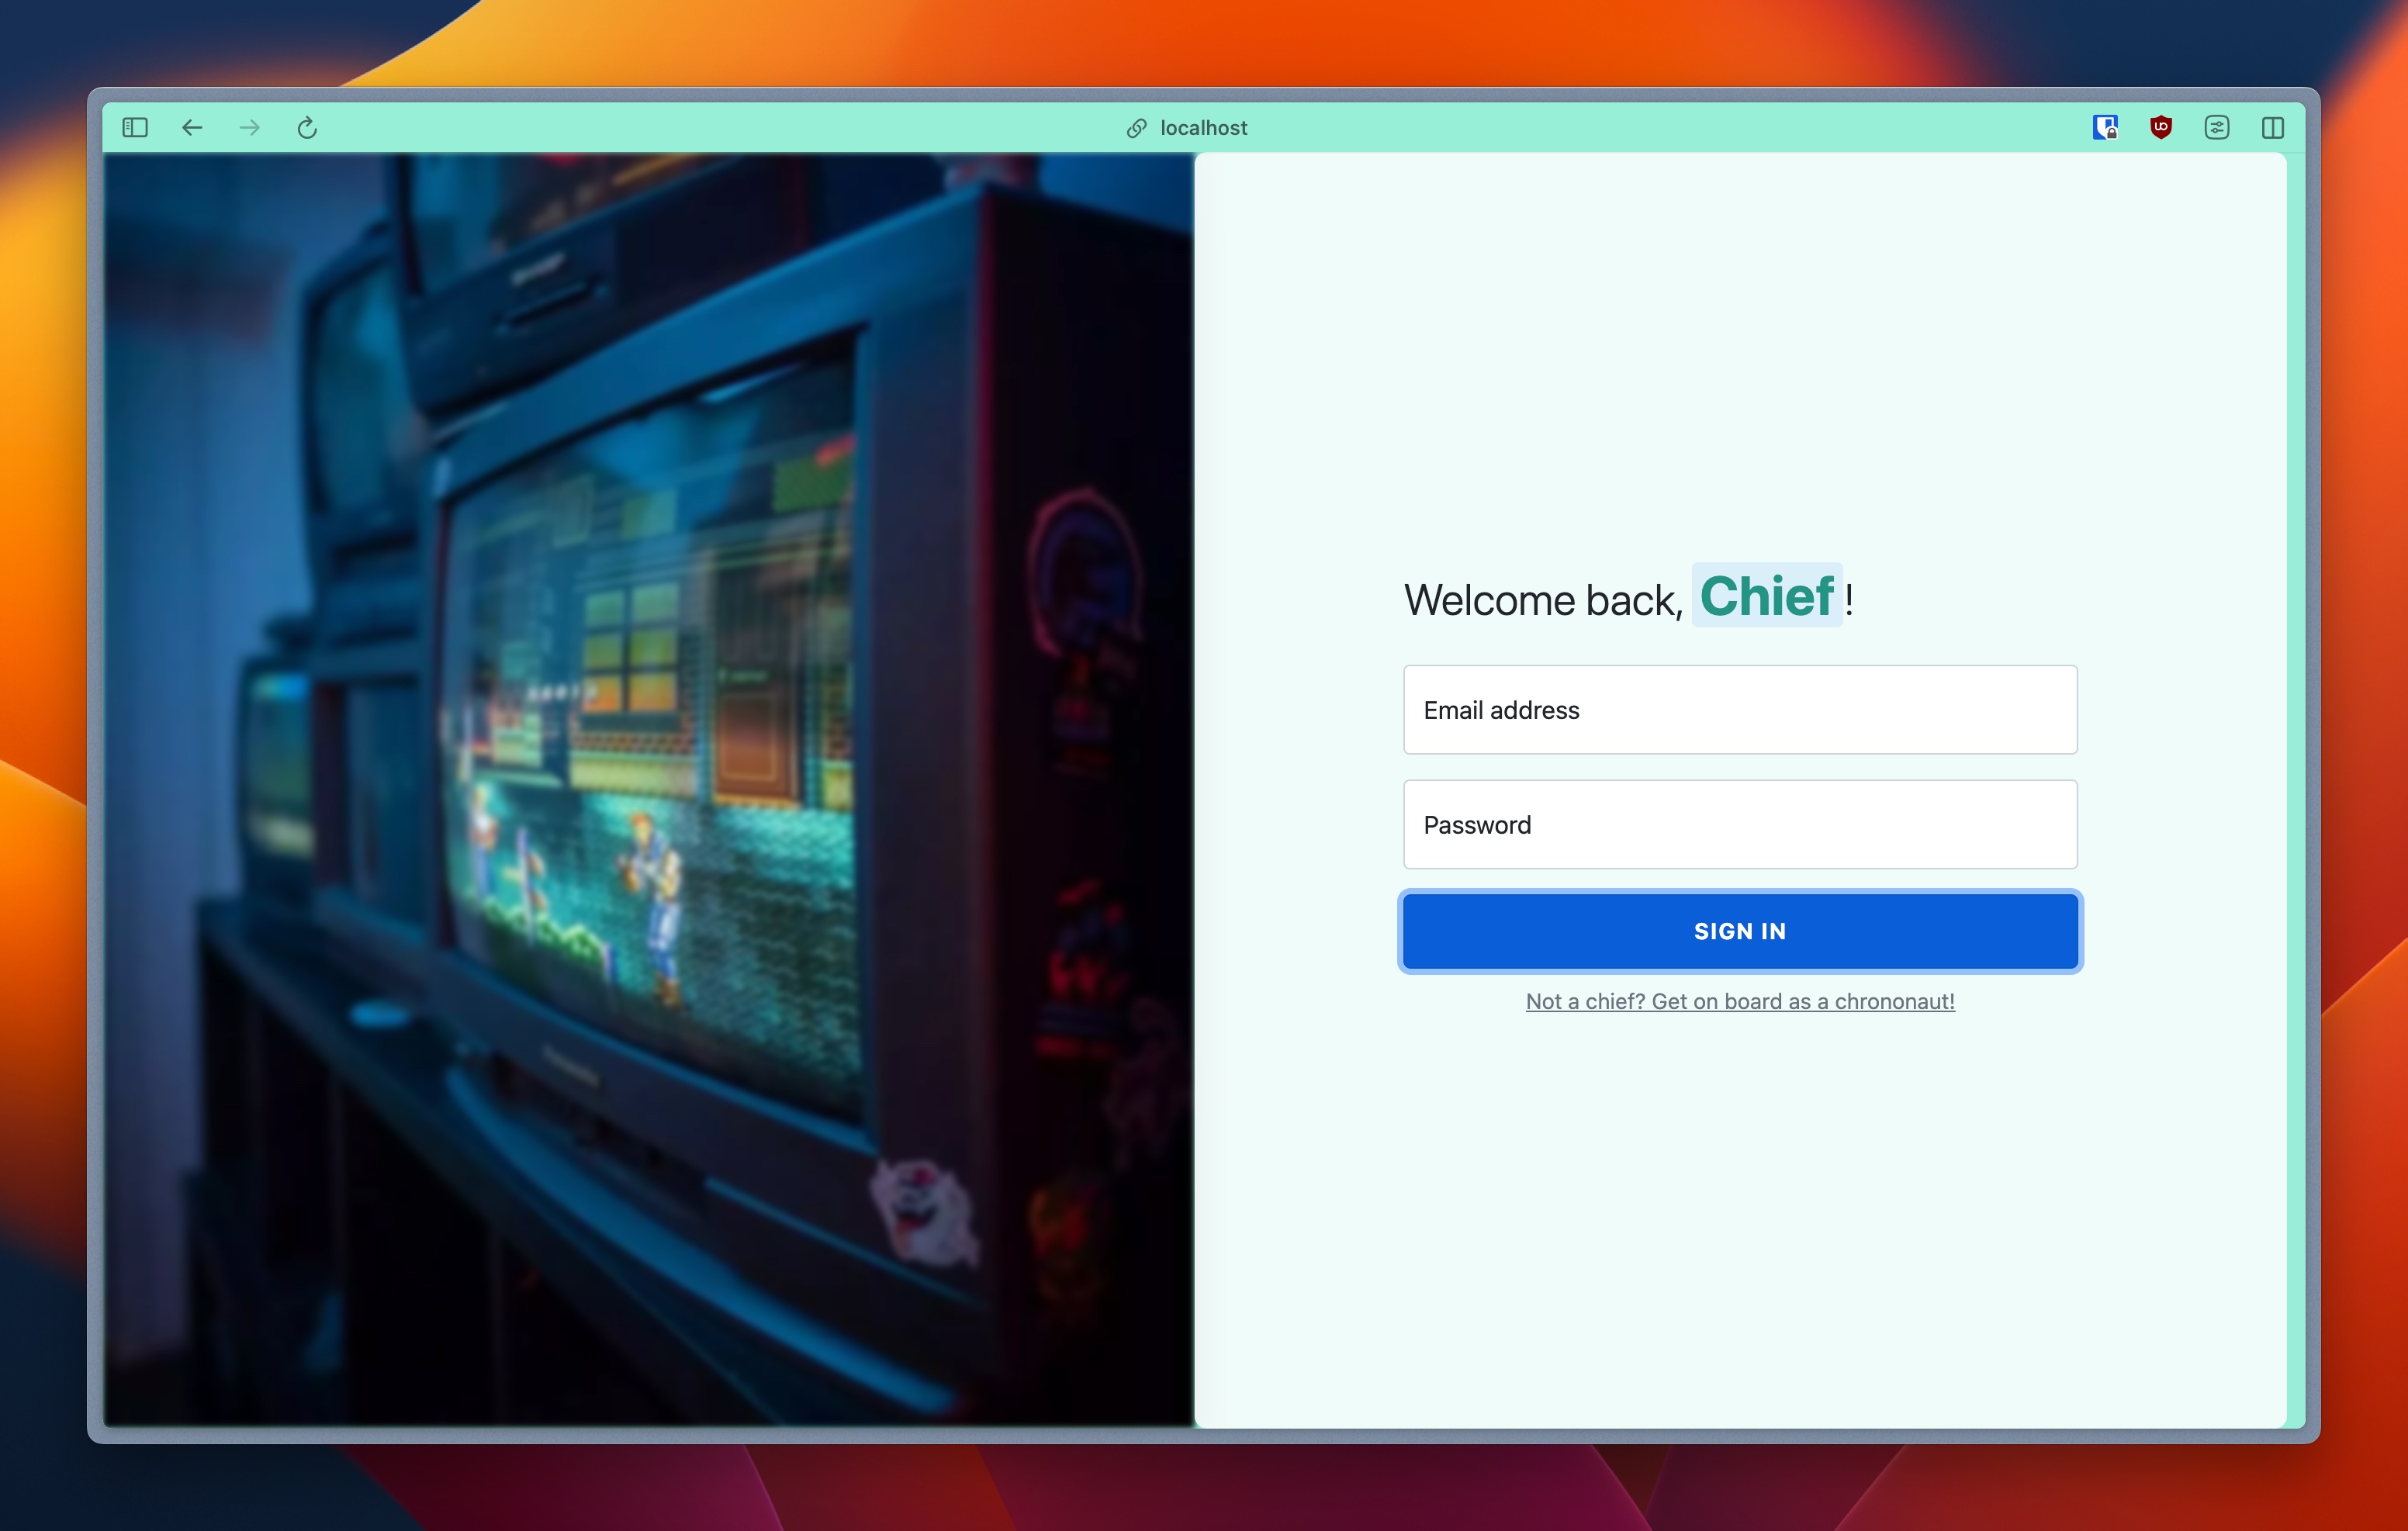 localhost
Welcome back, Chief!
Email address
Password
SIGN IN
Not a chief? Get on board as a chrononaut!